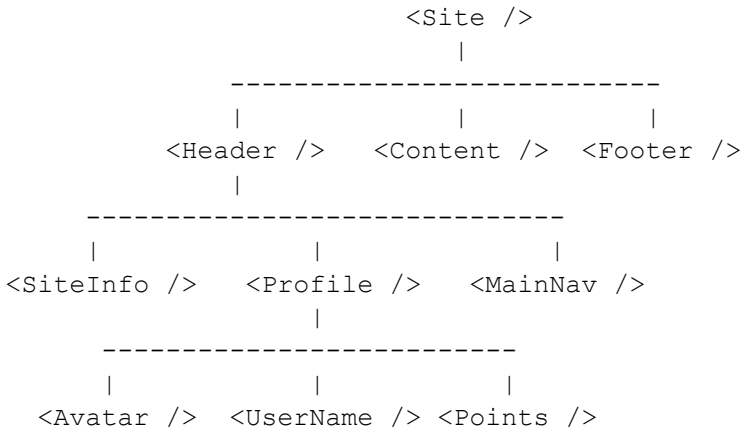 <Site />
<Header /> <Content /> <Footer />
<SiteInfo /> <Profile /> <MainNav />
<Avatar /> <UserName /> <Points />